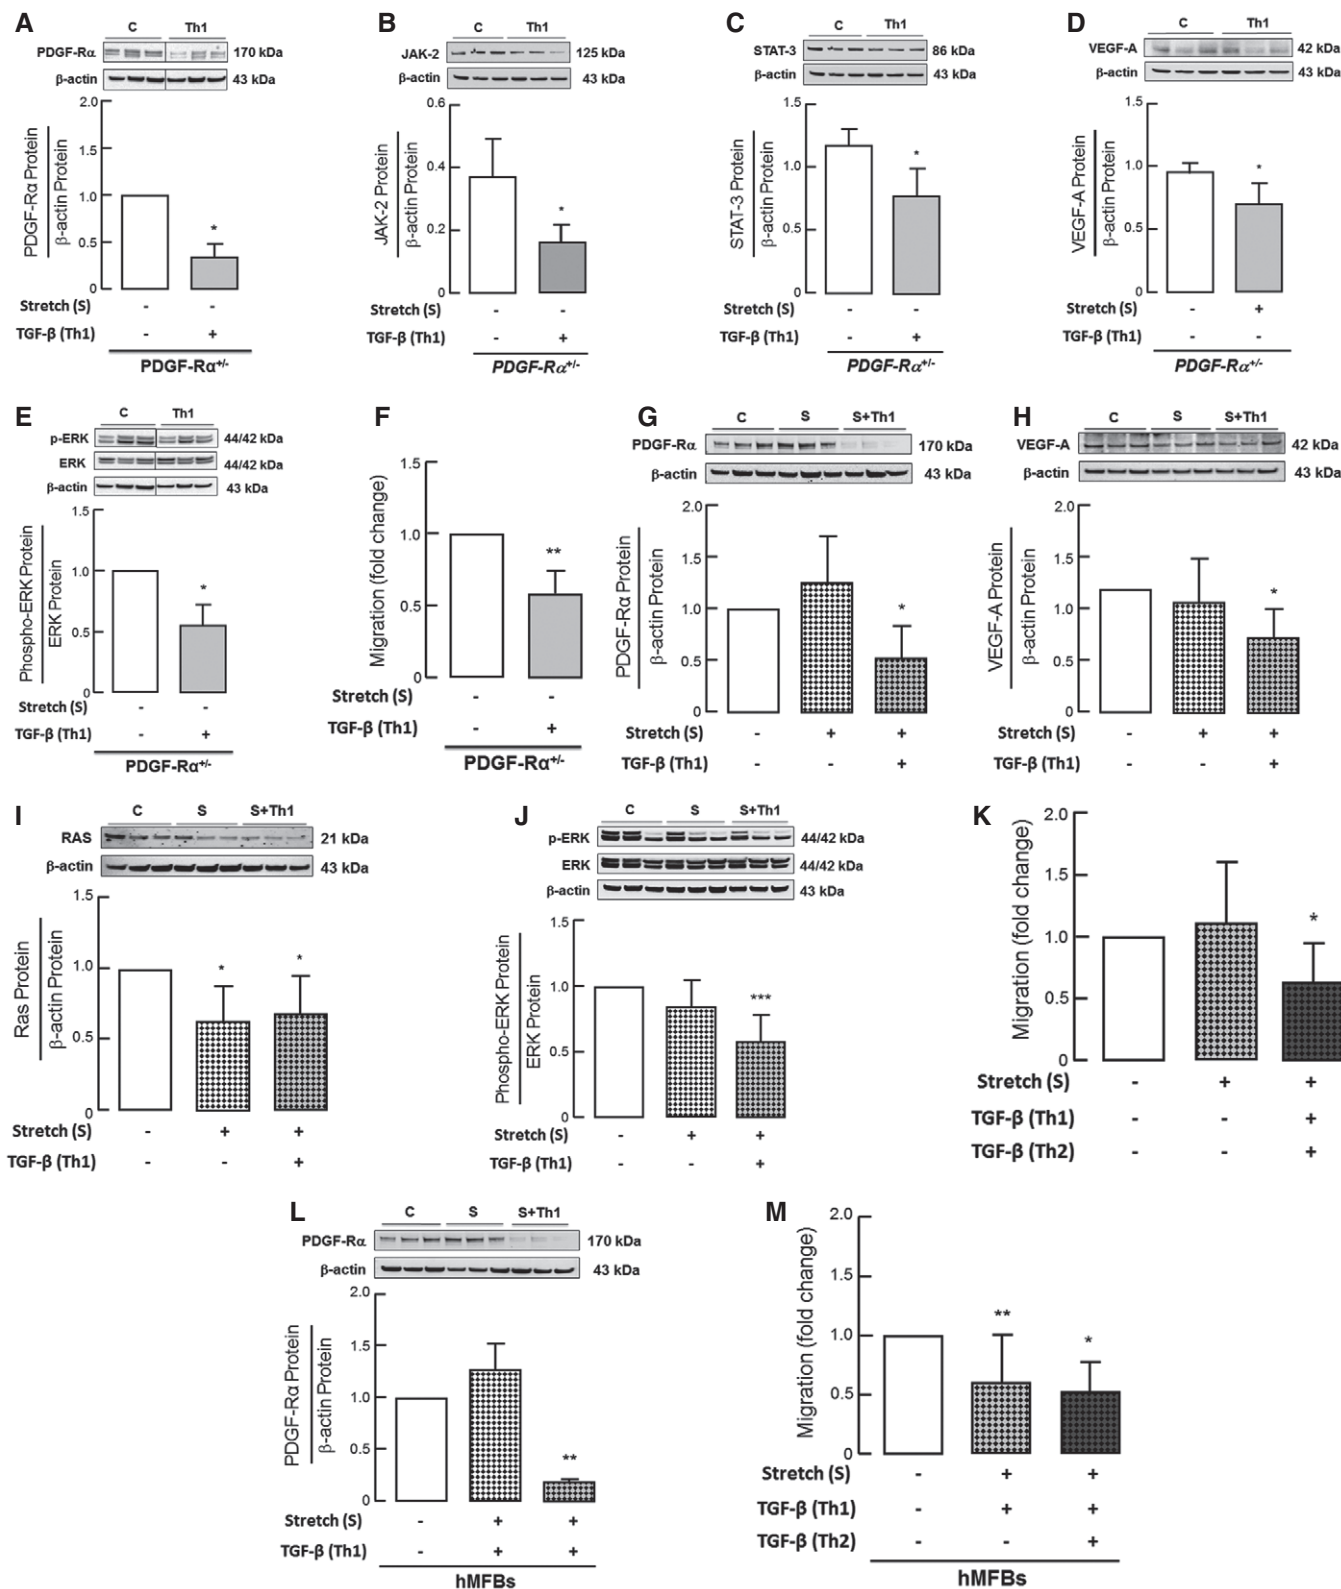 A
C Th1
PDGF-Rα 170 kDa
β-actin 43 kDa
PDGF-Rα Protein
β-actin Protein
2.0
1.5
1.0
0.5
0
*
Stretch (S) - -
TGF-β (Th1) - +
PDGF-Rα+/-
B
C Th1
JAK-2 125 kDa
β-actin 43 kDa
JAK-2 Protein
β-actin Protein
0.6
0.4
0.2
0
*
Stretch (S) - -
TGF-β (Th1) - +
PDGF-Rα+/-
C
C Th1
STAT-3 86 kDa
β-actin 43 kDa
STAT-3 Protein
β-actin Protein
1.5
1.0
0.5
0
*
Stretch (S) - -
TGF-β (Th1) - +
PDGF-Rα+/-
D
C Th1
VEGF-A 42 kDa
β-actin 43 kDa
VEGF-A Protein
β-actin Protein
1.5
1.0
0.5
0
*
Stretch (S) - +
TGF-β (Th1) - -
PDGF-Rα+/-
E
C Th1
p-ERK 44/42 kDa
ERK 44/42 kDa
β-actin 43 kDa
Phospho-ERK Protein
ERK Protein
1.5
1.0
0.5
0
*
Stretch (S) - -
TGF-β (Th1) - +
PDGF-Rα+/-
F
Migration (fold change)
1.5
1.0
0.5
0
**
Stretch (S) - -
TGF-β (Th1) - +
PDGF-Rα+/-
G
C S S+Th1
PDGF-Rα 170 kDa
β-actin 43 kDa
PDGF-Rα Protein
β-actin Protein
2.0
1.5
1.0
0.5
0
*
Stretch (S) - + +
TGF-β (Th1) - - +
H
C S S+Th1
VEGF-A 42 kDa
β-actin 43 kDa
VEGF-A Protein
β-actin Protein
2.0
1.5
1.0
0.5
0
*
Stretch (S) - + +
TGF-β (Th1) - - +
I
C S S+Th1
RAS 21 kDa
β-actin 43 kDa
Ras Protein
β-actin Protein
1.5
1.0
0.5
0
* *
Stretch (S) - + +
TGF-β (Th1) - - +
J
C S S+Th1
p-ERK 44/42 kDa
ERK 44/42 kDa
β-actin 43 kDa
Phospho-ERK Protein
ERK Protein
1.5
1.0
0.5
0
***
Stretch (S) - + +
TGF-β (Th1) - - +
K
Migration (fold change)
2.0
1.5
1.0
0.5
0
*
Stretch (S) - + +
TGF-β (Th1) - - +
TGF-β (Th2) - - +
L
C S S+Th1
PDGF-Rα 170 kDa
β-actin 43 kDa
PDGF-Rα Protein
β-actin Protein
2.0
1.5
1.0
0.5
0
**
Stretch (S) - + +
TGF-β (Th1) - + +
hMFBs
M
Migration (fold change)
2.0
1.5
1.0
0.5
0
** *
Stretch (S) - + +
TGF-β (Th1) - + +
TGF-β (Th2) - - +
hMFBs